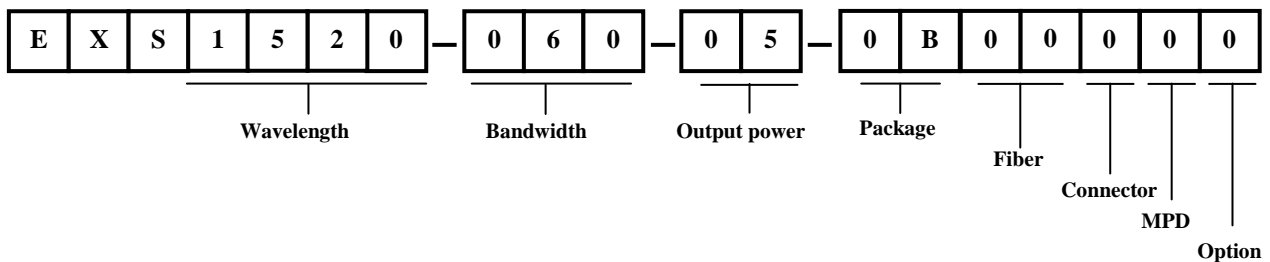 E X S 1 5 2 0 – 0 6 0 – 0 5 – 0 B 0 0 0 0 0
Wavelength Bandwidth Output power Package
Fiber
Connector
MPD
Option